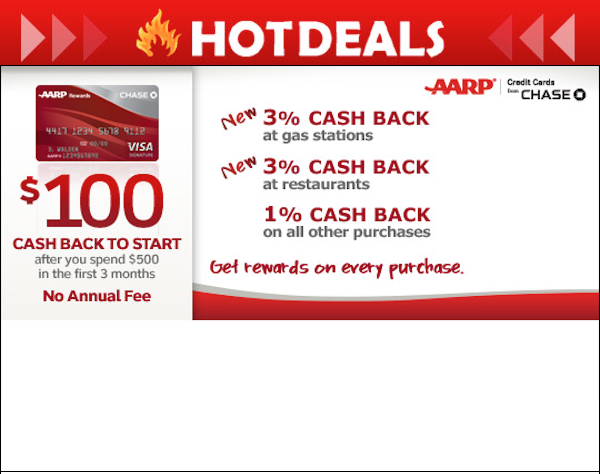 HOT DEALS
AARP Rewards CHASE
4417 1234 5678 9112
VISA
SIGNATURE
$100
CASH BACK TO START
after you spend $500
in the first 3 months
No Annual Fee
AARP® Credit Cards
from CHASE
New 3% CASH BACK
at gas stations
New 3% CASH BACK
at restaurants
1% CASH BACK
on all other purchases
Get rewards on every purchase.